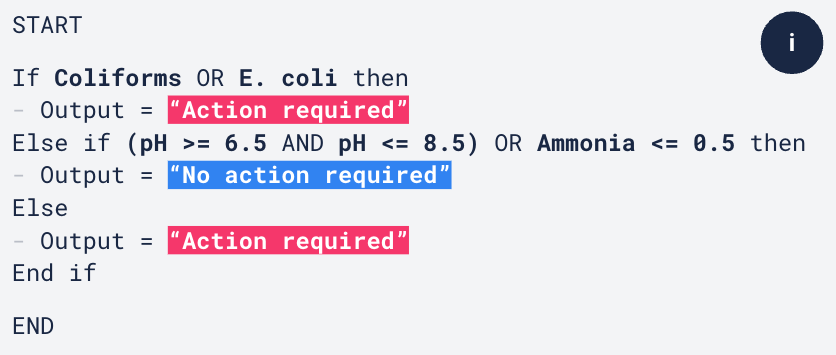 START
i
If Coliforms OR E. coli then
- Output = “Action required”
Else if (pH >= 6.5 AND pH <= 8.5) OR Ammonia <= 0.5 then
- Output = “No action required”
Else
- Output = “Action required”
End if
END